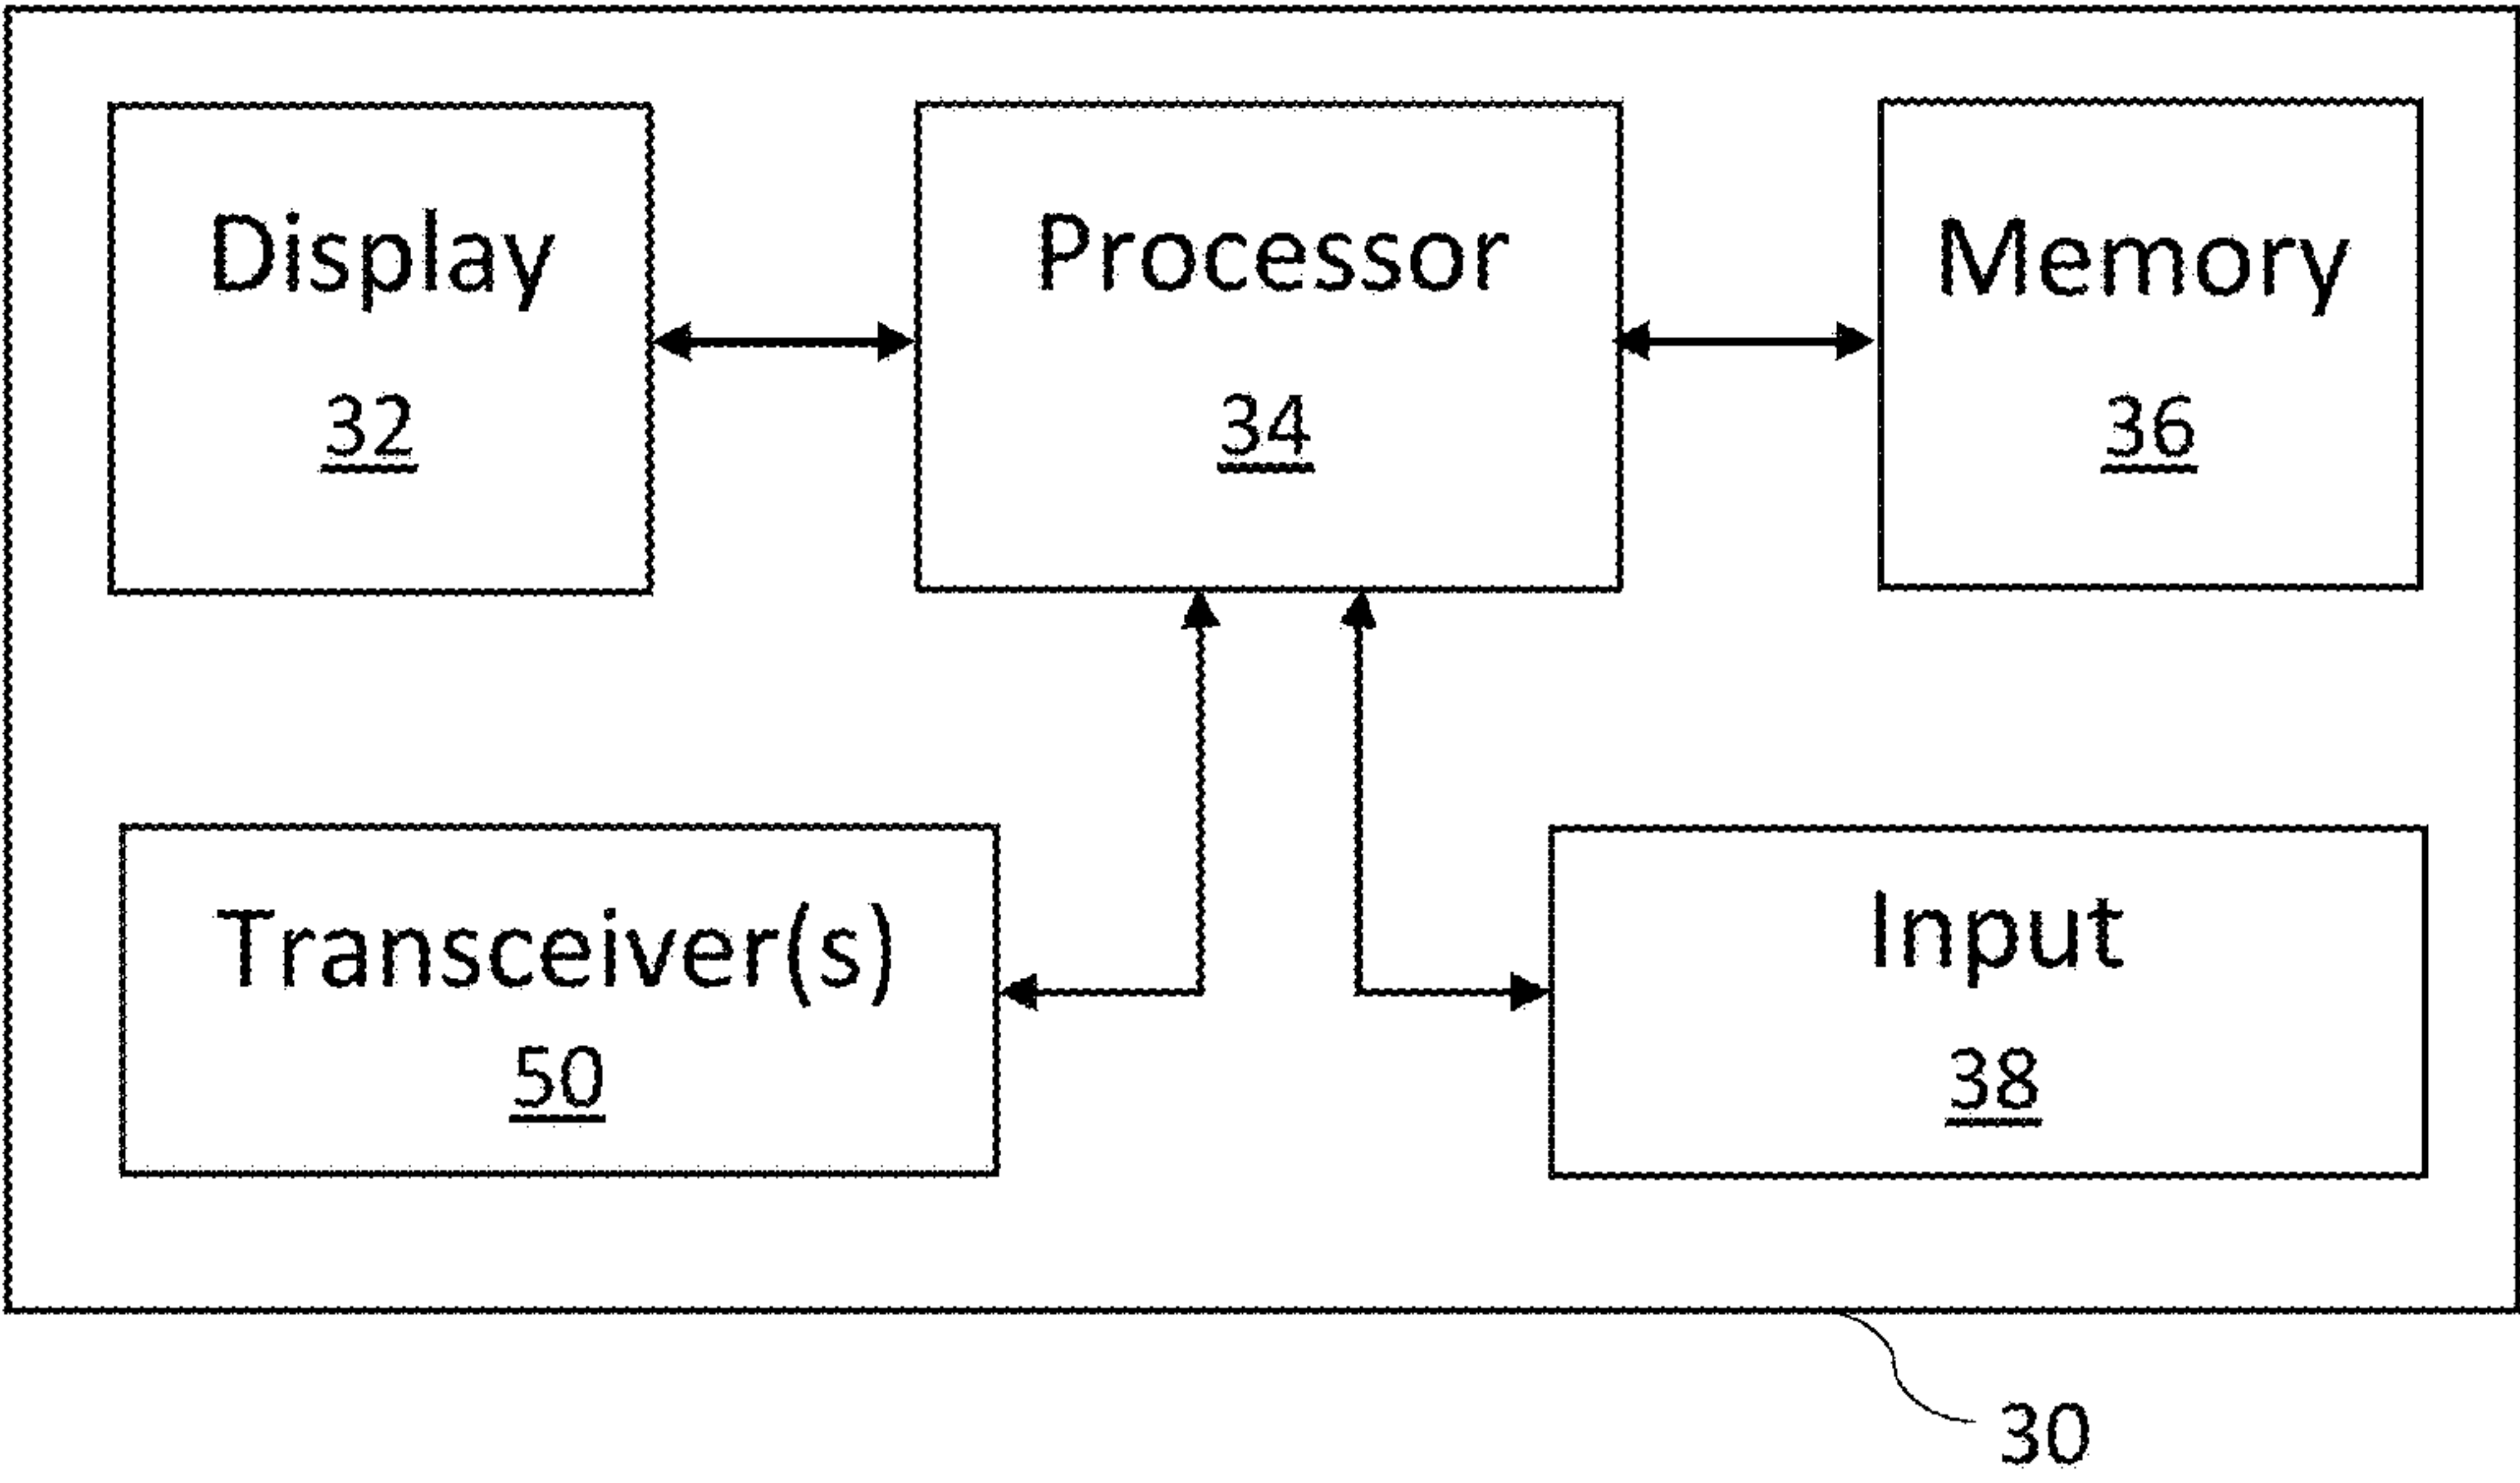 Display
32
Processor
34
Memory
36
Transceiver(s)
50
Input
38
30